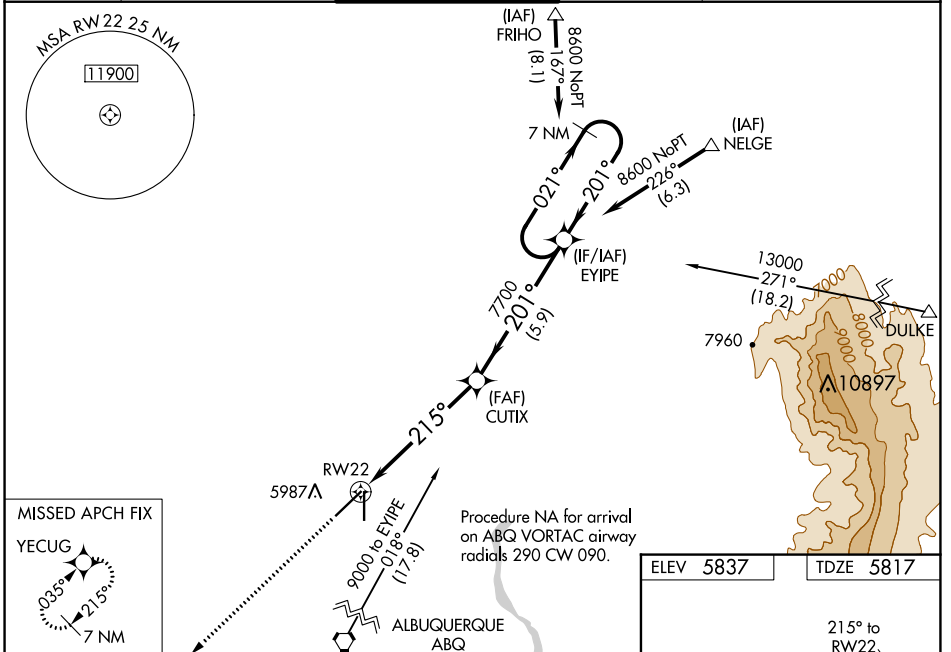 MSA RW 22 25 NM
11900
(IAF)
FRIHO
8600 NoPT
167°
(8.1)
7 NM
(IAF)
NELGE
8600 NoPT
226°
(6.3)
021°
201°
(IF/IAF)
EYIPE
7700
201°
(5.9)
13000
271°
(18.2)
DULKE
7000
8000
9000
7960
10897
(FAF)
CUTIX
215°
RW22
5987
MISSED APCH FIX
YECUG
035°
215°
7 NM
9000 to EYIPE
018°
(17.8)
Procedure NA for arrival
on ABQ VORTAC airway
radials 290 CW 090.
ALBUQUERQUE
ABQ
ELEV 5837
TDZE 5817
215° to
RW22